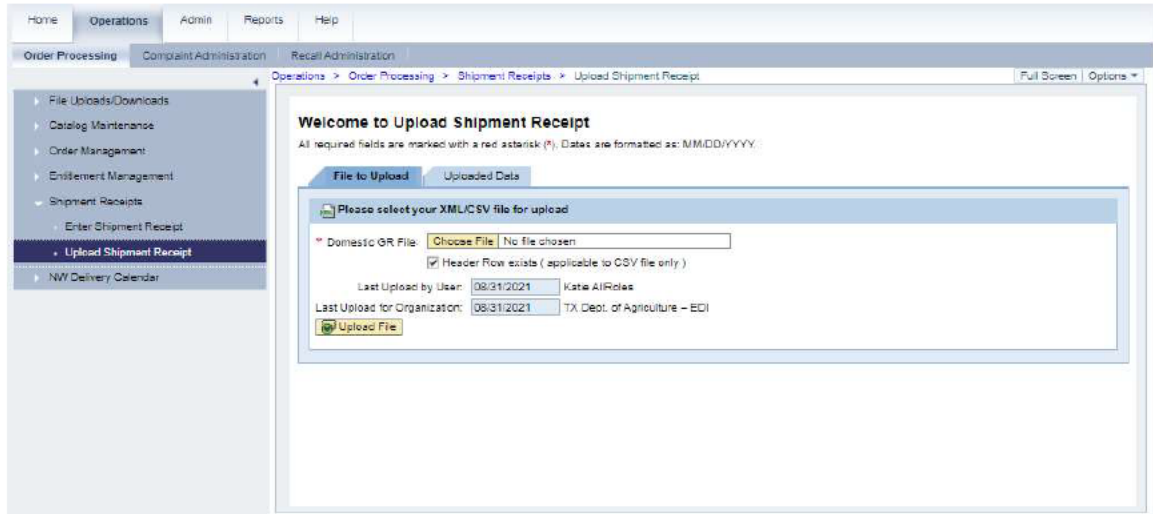 Home Operations Admin Reports Help
Order Processing Complaint Administration Recall Administration
Operations > Order Processing > Shipment Receipts > Upload Shipment Receipt Full Screen Options
File Uploads/Downloads
Catalog Maintenance
Order Management
Entitlement Management
Shipment Receipts
Enter Shipment Receipt
Upload Shipment Receipt
NW Delivery Calendar
Welcome to Upload Shipment Receipt
All required fields are marked with a red asterisk (*). Dates are formatted as: MM/DD/YYYY.
File to Upload Uploaded Data
Please select your XML/CSV file for upload
* Domestic GR File: Choose File No file chosen
Header Row exists ( applicable to CSV file only )
Last Upload by User: 08/31/2021 Katie AllRoles
Last Upload for Organization: 08/31/2021 TX Dept. of Agriculture – EDI
Upload File